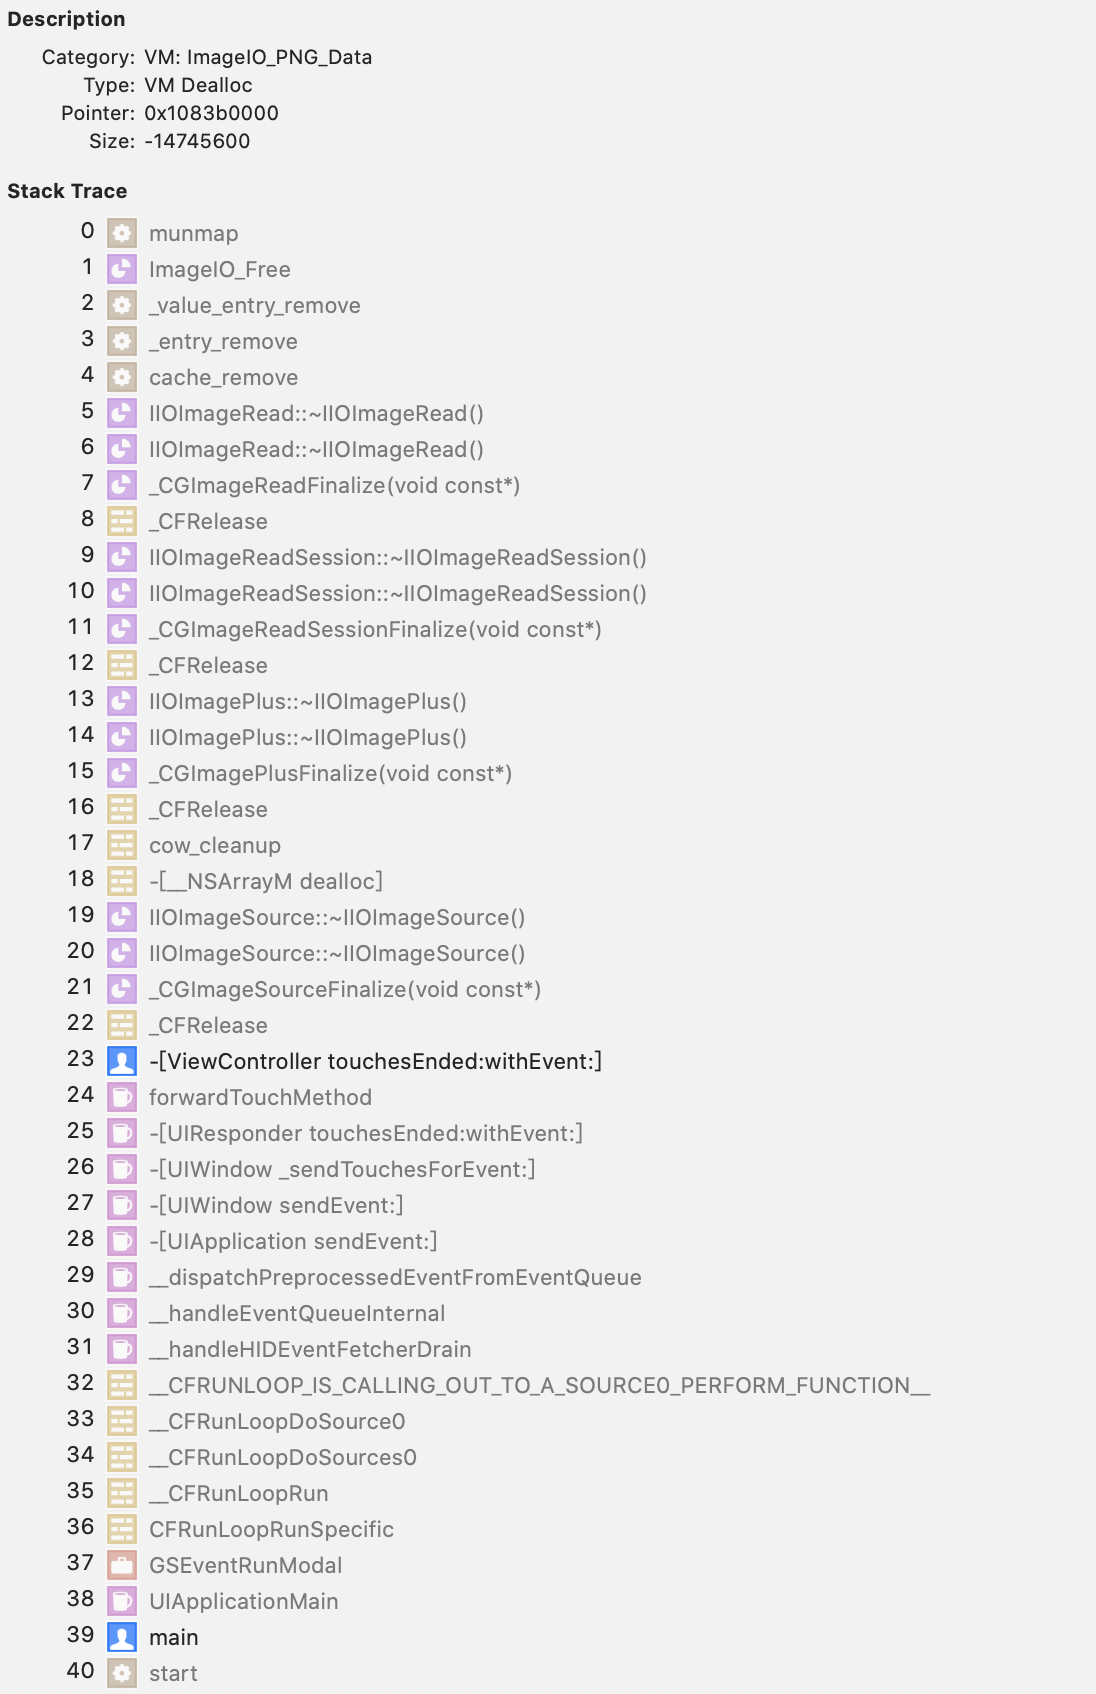 Description
Category: VM: ImageIO_PNG_Data
Type: VM Dealloc
Pointer: 0x1083b0000
Size: -14745600
Stack Trace
0 munmap
1 ImageIO_Free
2 _value_entry_remove
3 _entry_remove
4 cache_remove
5 IIOImageRead::~IIOImageRead()
6 IIOImageRead::~IIOImageRead()
7 _CGImageReadFinalize(void const*)
8 _CFRelease
9 IIOImageReadSession::~IIOImageReadSession()
10 IIOImageReadSession::~IIOImageReadSession()
11 _CGImageReadSessionFinalize(void const*)
12 _CFRelease
13 IIOImagePlus::~IIOImagePlus()
14 IIOImagePlus::~IIOImagePlus()
15 _CGImagePlusFinalize(void const*)
16 _CFRelease
17 cow_cleanup
18 -[__NSArrayM dealloc]
19 IIOImageSource::~IIOImageSource()
20 IIOImageSource::~IIOImageSource()
21 _CGImageSourceFinalize(void const*)
22 _CFRelease
23 -[ViewController touchesEnded:withEvent:]
24 forwardTouchMethod
25 -[UIResponder touchesEnded:withEvent:]
26 -[UIWindow _sendTouchesForEvent:]
27 -[UIWindow sendEvent:]
28 -[UIApplication sendEvent:]
29 __dispatchPreprocessedEventFromEventQueue
30 __handleEventQueueInternal
31 __handleHIDEventFetcherDrain
32 __CFRUNLOOP_IS_CALLING_OUT_TO_A_SOURCE0_PERFORM_FUNCTION__
33 __CFRunLoopDoSource0
34 __CFRunLoopDoSources0
35 __CFRunLoopRun
36 CFRunLoopRunSpecific
37 GSEventRunModal
38 UIApplicationMain
39 main
40 start